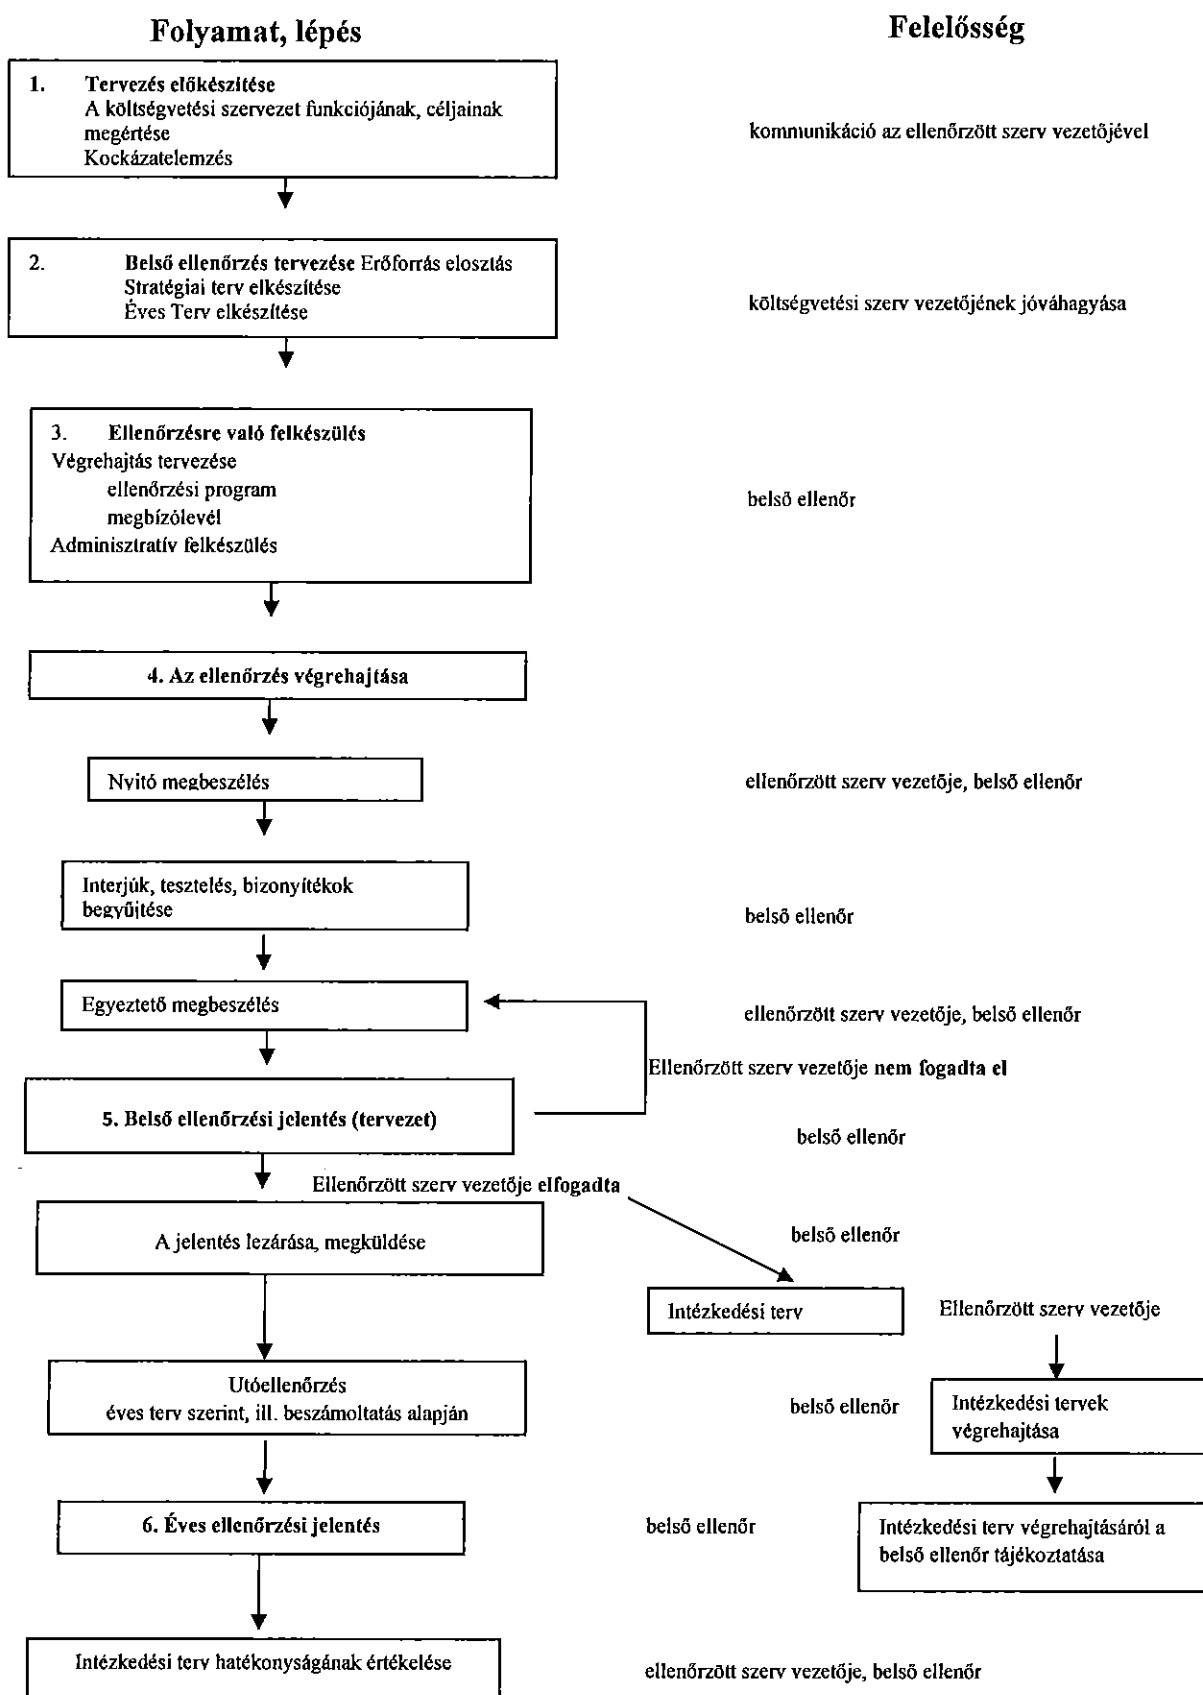 Folyamat, lépés
Felelősség
1. Tervezés előkészítése
A költségvetési szervezet funkciójának, céljainak
megértése
Kockázatelemzés
kommunikáció az ellenőrzött szerv vezetőjével
2. Belső ellenőrzés tervezése Erőforrás elosztás
Stratégiai terv elkészítése
Éves Terv elkészítése
költségvetési szerv vezetőjének jóváhagyása
3. Ellenőrzésre való felkészülés
Végrehajtás tervezése
ellenőrzési program
megbízólevél
Adminisztratív felkészülés
belső ellenőr
4. Az ellenőrzés végrehajtása
Nyitó megbeszélés
ellenőrzött szerv vezetője, belső ellenőr
Interjúk, tesztelés, bizonyítékok
begyűjtése
belső ellenőr
Egyeztető megbeszélés
ellenőrzött szerv vezetője, belső ellenőr
Ellenőrzött szerv vezetője nem fogadta el
5. Belső ellenőrzési jelentés (tervezet)
belső ellenőr
Ellenőrzött szerv vezetője elfogadta
A jelentés lezárása, megküldése
belső ellenőr
Intézkedési terv
Ellenőrzött szerv vezetője
Utóellenőrzés
éves terv szerint, ill. beszámoltatás alapján
belső ellenőr
Intézkedési tervek
végrehajtása
6. Éves ellenőrzési jelentés
belső ellenőr
Intézkedési terv végrehajtásáról a
belső ellenőr tájékoztatása
Intézkedési terv hatékonyságának értékelése
ellenőrzött szerv vezetője, belső ellenőr